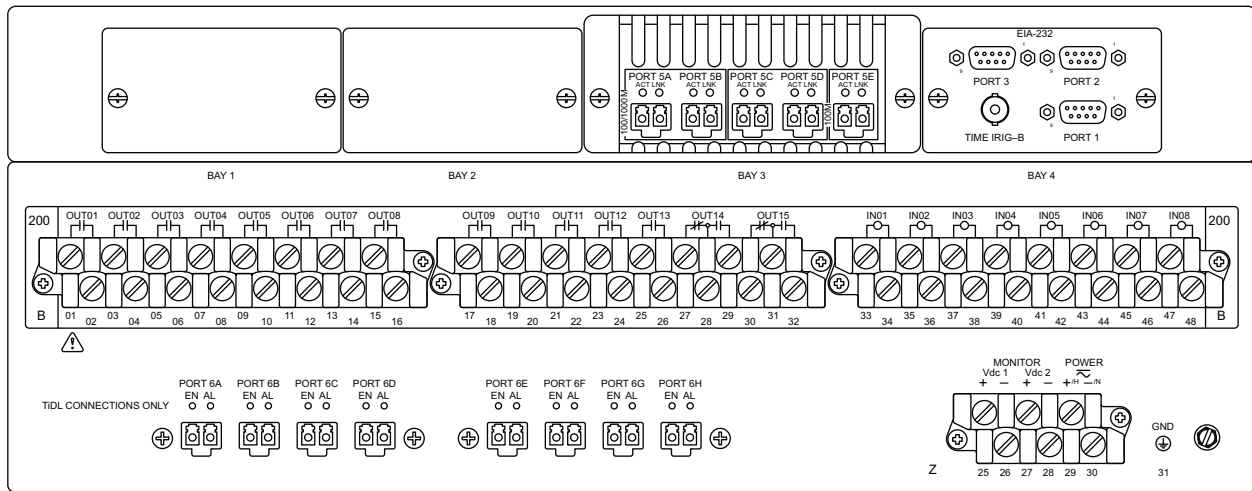 EIA-232
PORT 5A PORT 5B PORT 5C PORT 5D PORT 5E
ACT LNK ACT LNK ACT LNK ACT LNK ACT LNK
100/1000M
100M
1 1
9 9
PORT 3 PORT 2
1
9
TIME IRIG–B PORT 1
BAY 1 BAY 2 BAY 3 BAY 4
200 OUT01 OUT02 OUT03 OUT04 OUT05 OUT06 OUT07 OUT08 OUT09 OUT10 OUT11 OUT12 OUT13 OUT14 OUT15 IN01 IN02 IN03 IN04 IN05 IN06 IN07 IN08 200
B 01 02 03 04 05 06 07 08 09 10 11 12 13 14 15 16 17 18 19 20 21 22 23 24 25 26 27 28 29 30 31 32 33 34 35 36 37 38 39 40 41 42 43 44 45 46 47 48 B
PORT 6A PORT 6B PORT 6C PORT 6D PORT 6E PORT 6F PORT 6G PORT 6H
EN AL EN AL EN AL EN AL EN AL EN AL EN AL EN AL
TiDL CONNECTIONS ONLY
MONITOR POWER
Vdc 1 Vdc 2
+ – + – +/H –/N
GND
Z 25 26 27 28 29 30 31